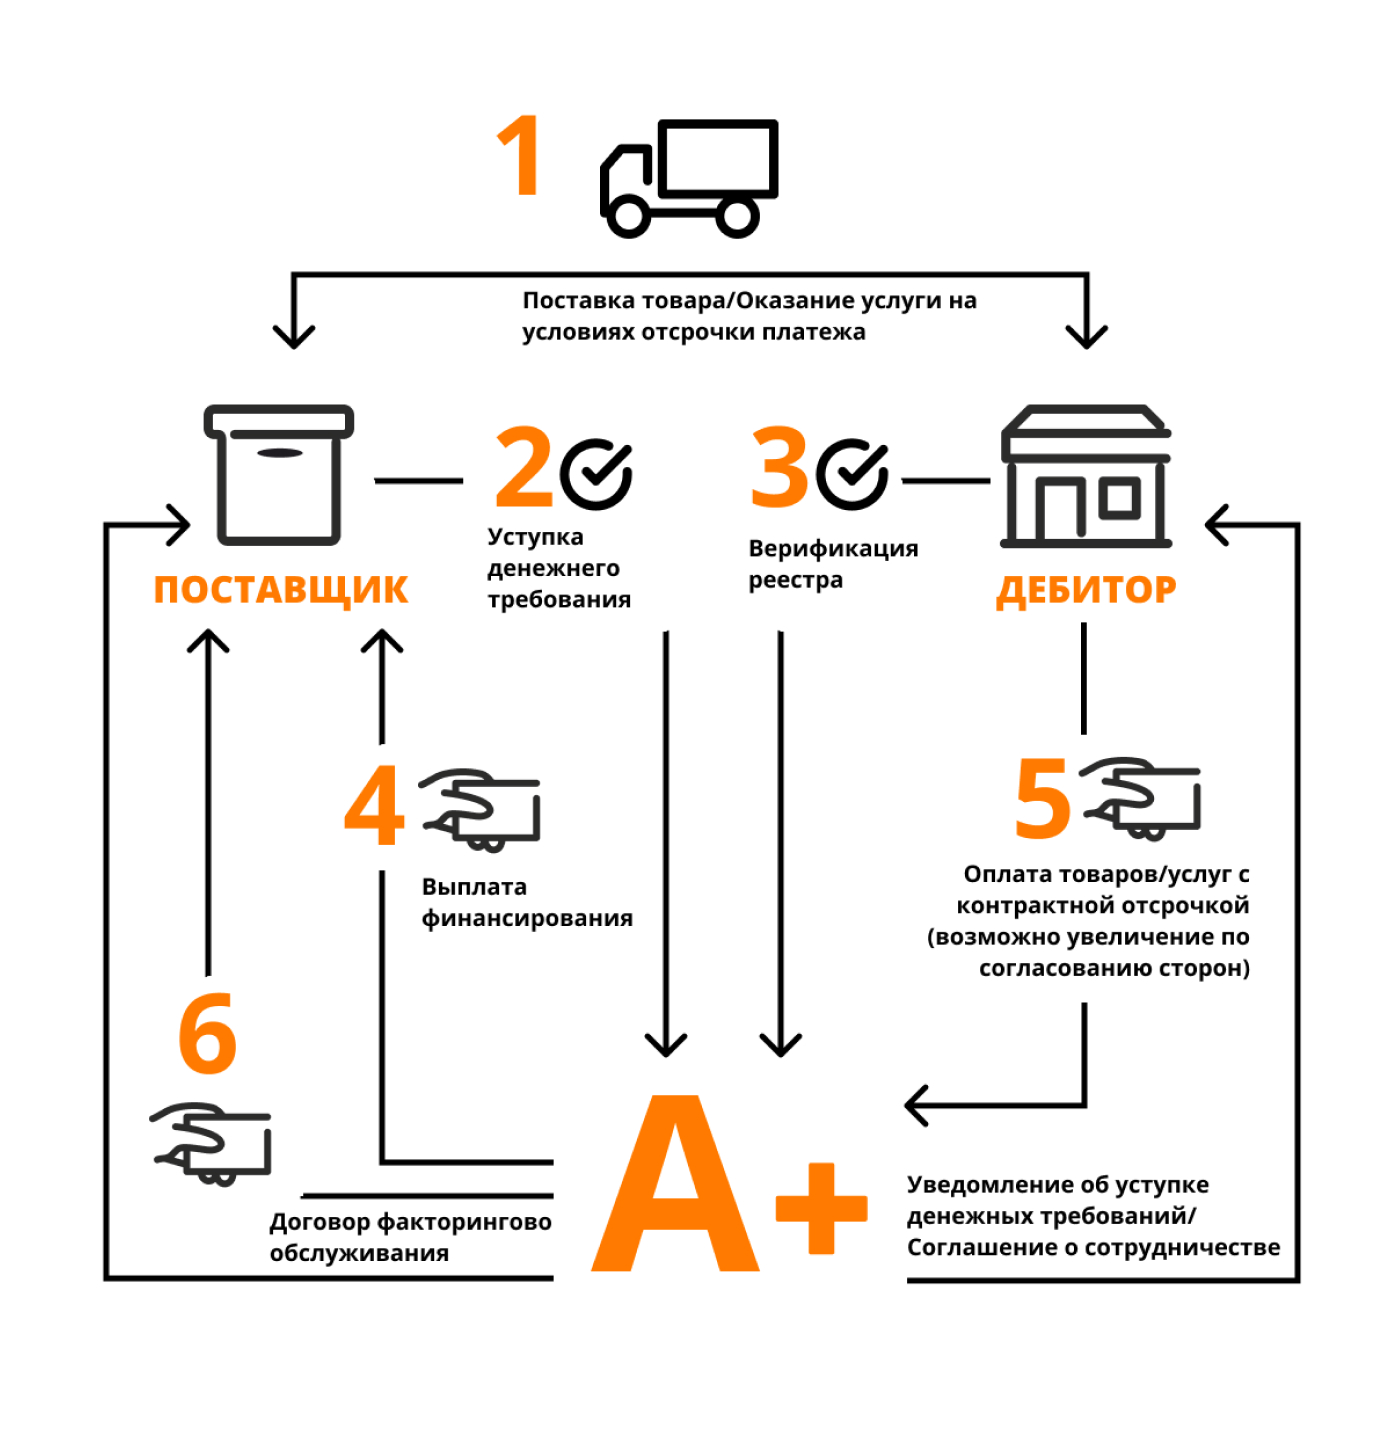 1
Поставка товара/Оказание услуги на
условиях отсрочки платежа
2
Уступка
денежнего
требования
3
Верификация
реестра
ПОСТАВЩИК
ДЕБИТОР
4
Выплата
финансирования
5
Оплата товаров/услуг с
контрактной отсрочкой
(возможно увеличение по
согласованию сторон)
6
A+
Договор факторингово
обслуживания
Уведомление об уступке
денежных требований/
Соглашение о сотрудничестве